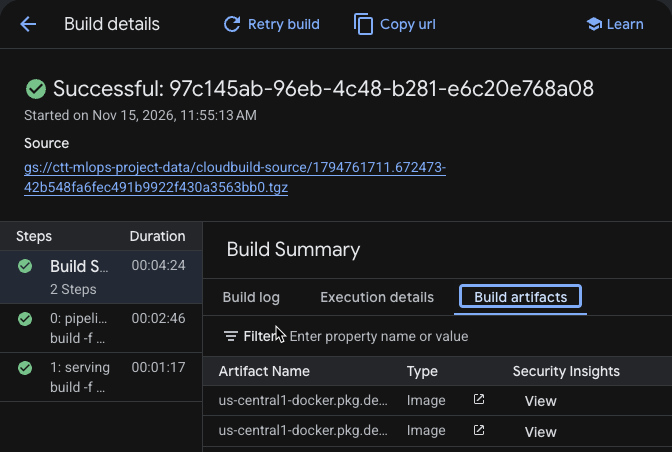 Build details Retry build Copy url Learn
Successful: 97c145ab-96eb-4c48-b281-e6c20e768a08
Started on Nov 15, 2026, 11:55:13 AM
Source
gs://ctt-mlops-project-data/cloudbuild-source/1794761711.672473-
42b548fa6fec491b9922f430a3563bb0.tgz
Steps Duration
Build S... 00:04:24
2 Steps
0: pipeli... 00:02:46
build -f ...
1: serving 00:01:17
build -f ...
Build Summary
Build log Execution details Build artifacts
Filter Enter property name or value
Artifact Name Type Security Insights
us-central1-docker.pkg.de... Image View
us-central1-docker.pkg.de... Image View